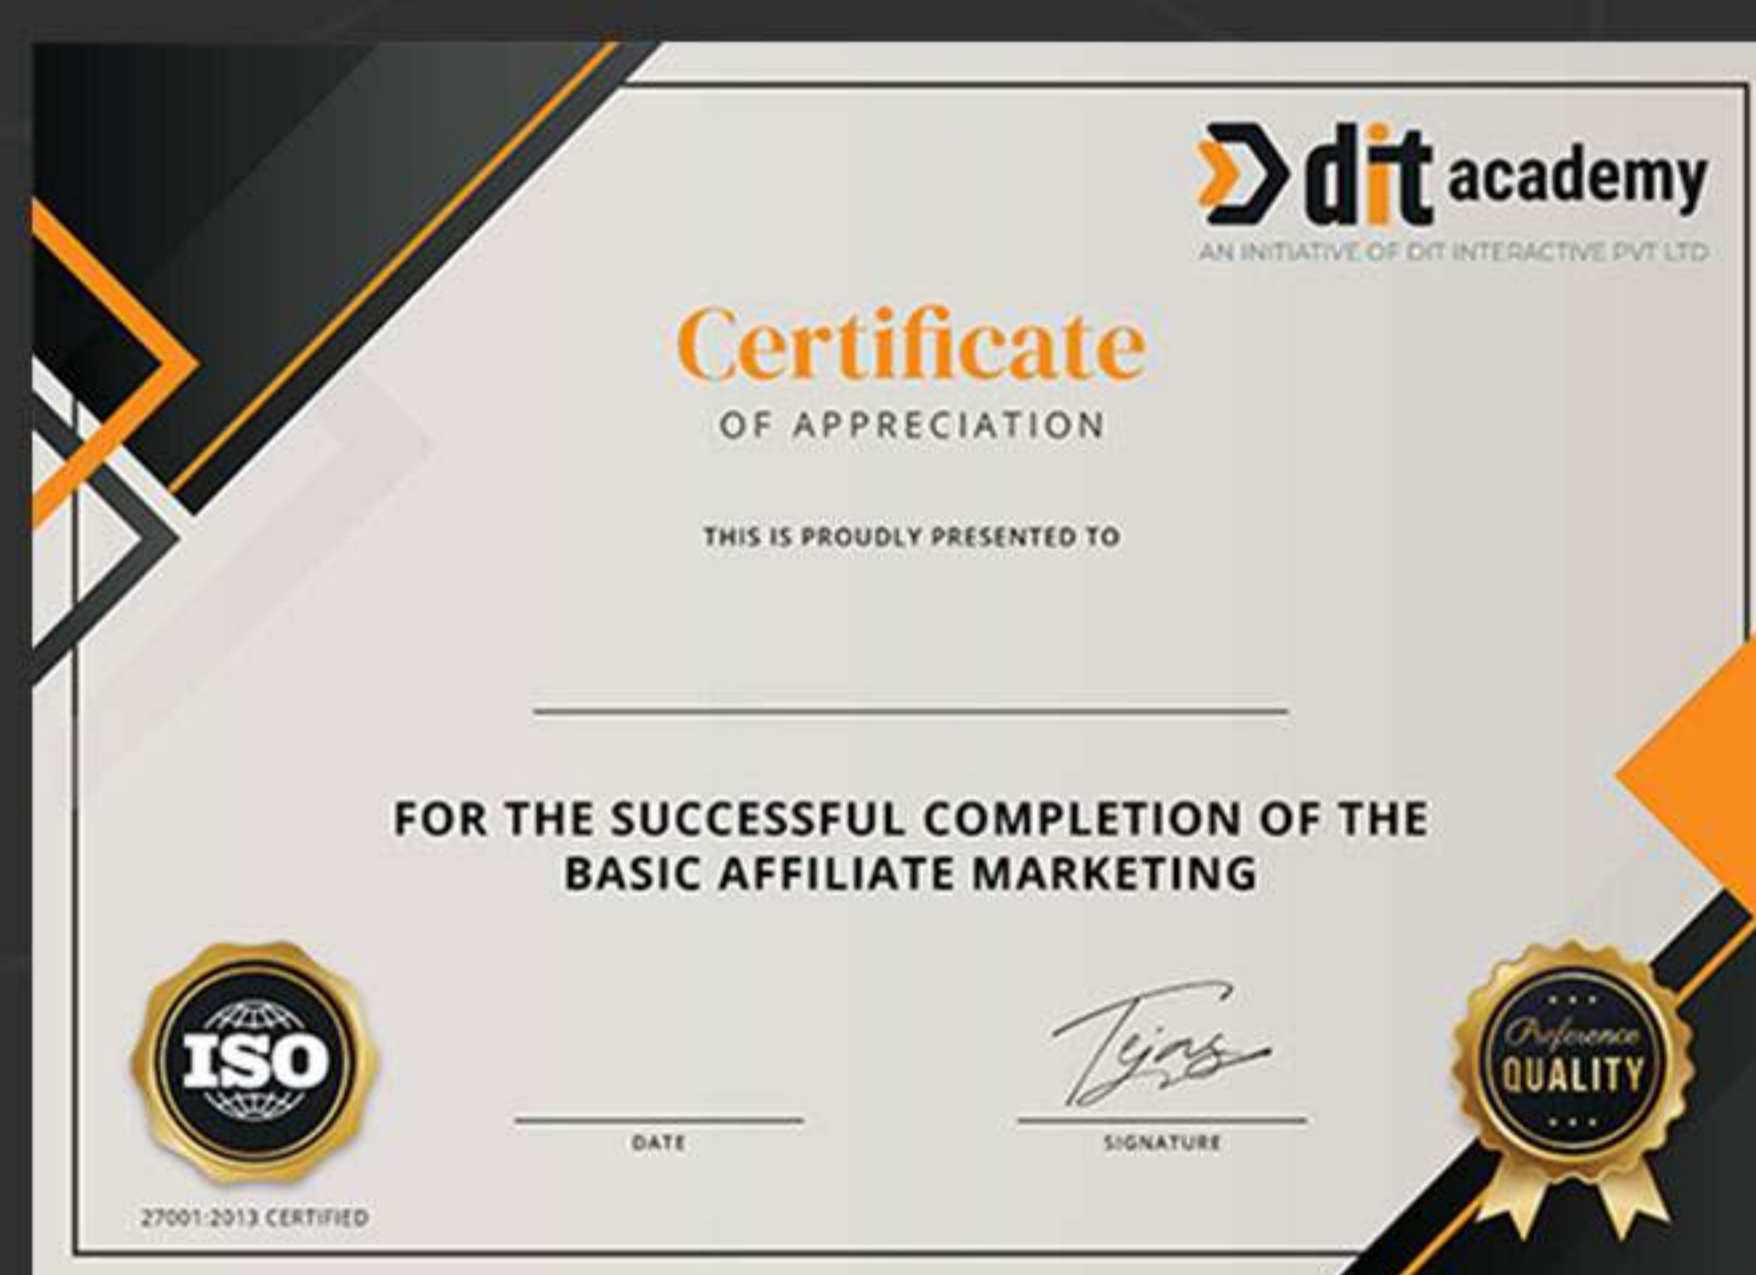 dit academy
AN INITIATIVE OF DIT INTERACTIVE PVT LTD
Certificate
OF APPRECIATION
THIS IS PROUDLY PRESENTED TO
FOR THE SUCCESSFUL COMPLETION OF THE
BASIC AFFILIATE MARKETING
ISO
27001:2013 CERTIFIED
DATE
Tejas
SIGNATURE
Preference
QUALITY